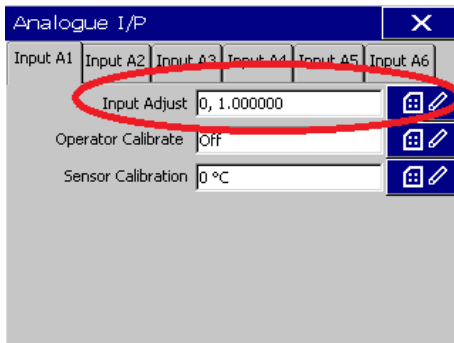 Analogue I/P
Input A1 Input A2 Input A3 Input A4 Input A5 Input A6
Input Adjust 0, 1.000000
Operator Calibrate Off
Sensor Calibration 0 °C